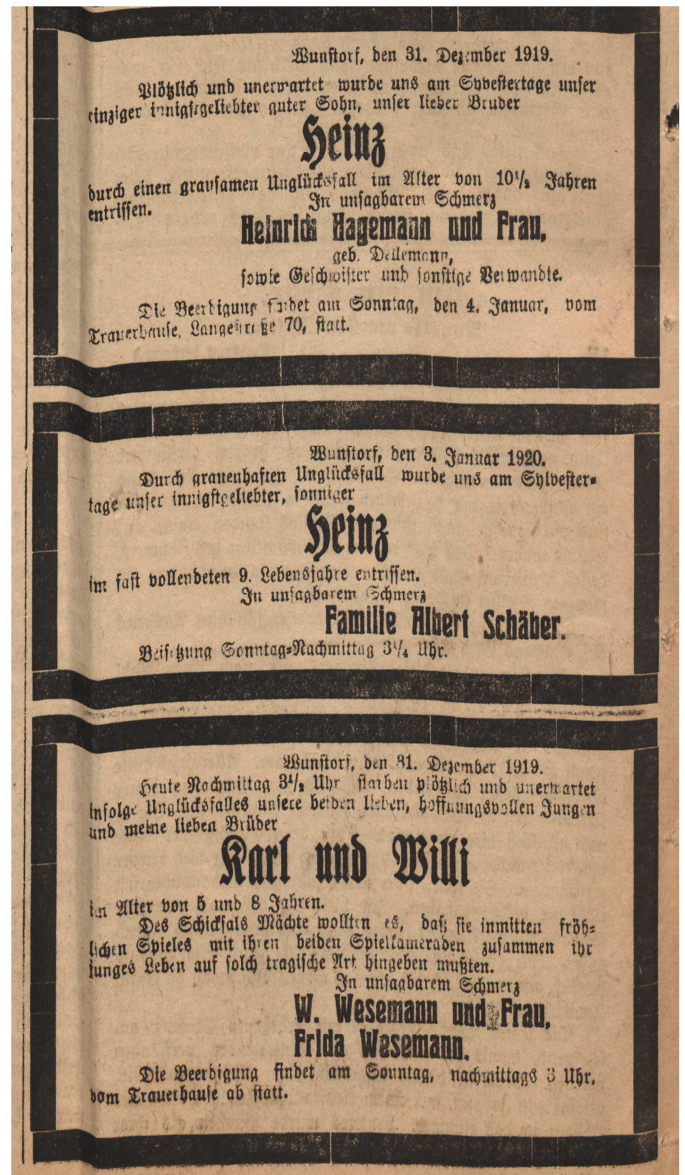 Wunstorf, den 31. Dezember 1919.
Plötzlich und unerwartet wurde uns am Syvestertage unser
einziger innigstgeliebter guter Sohn, unser lieber Bruder
Heinz
durch einen grausamen Unglücksfall im Alter von 10½ Jahren
entrissen.
In unsagbarem Schmerz
Heinrich Hagemann und Frau,
geb. Dellemann,
sowie Geschwister und sonstige Verwandte.
Die Beerdigung findet am Sonntag, den 4. Januar, vom
Trauerhause, Langestraße 70, statt.
Wunstorf, den 3. Januar 1920.
Durch grauenhaften Unglücksfall wurde uns am Sylvester-
tage unser innigstgeliebter, sonniger
Heinz
im fast vollendeten 9. Lebensjahre entrissen.
In unsagbarem Schmerz
Familie Albert Schäber.
Beisetzung Sonntag-Nachmittag 3¼ Uhr.
Wunstorf, den 31. Dezember 1919.
Heute Nachmittag 3½ Uhr starben plötzlich und unerwartet
infolge Unglücksfalles unsere beiden lieben, hoffnungsvollen Jungen
und meine lieben Brüder
Karl und Willi
im Alter von 5 und 8 Jahren.
Des Schicksals Mächte wollten es, daß sie inmitten fröh-
lichen Spieles mit ihren beiden Spielkameraden zusammen ihr
junges Leben auf solch tragische Art hingeben mußten.
In unsagbarem Schmerz
W. Wesemann und Frau,
Frida Wesemann.
Die Beerdigung findet am Sonntag, nachmittags 3 Uhr,
vom Trauerhause ab statt.